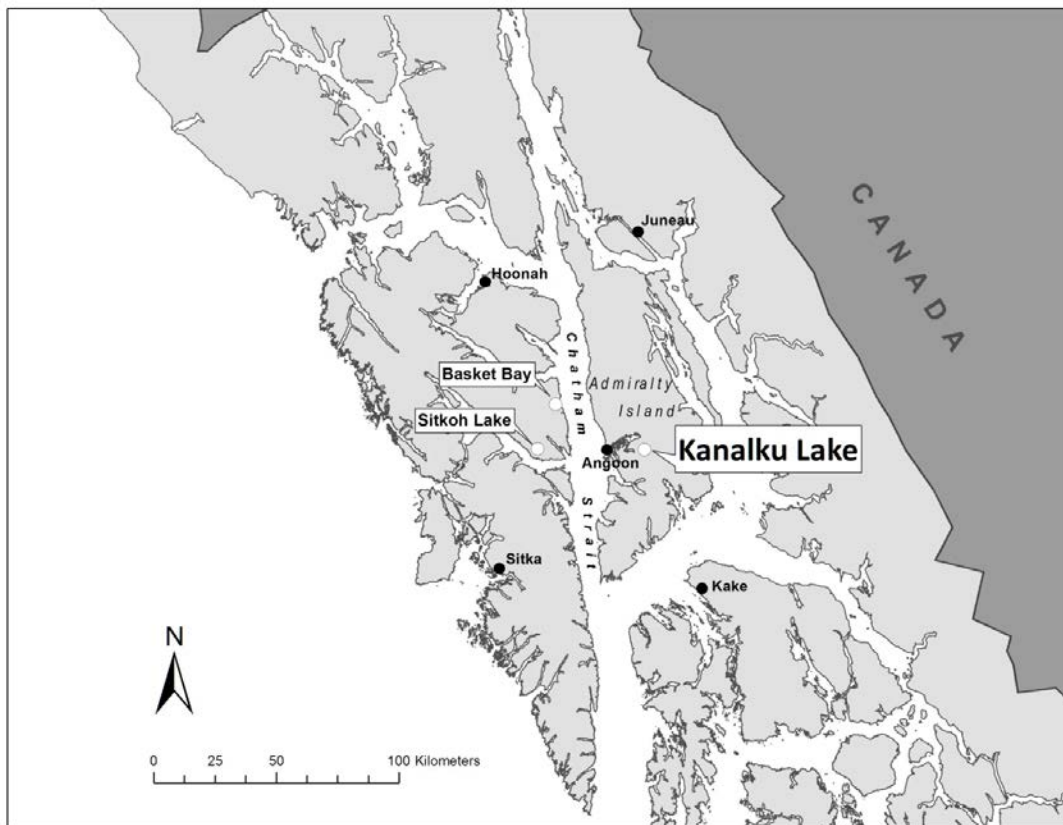 CANADA
Juneau
Hoonah
Chatham Strait
Basket Bay
Admiralty
Island
Sitkoh Lake
Kanalku Lake
Angoon
Sitka
Kake
N
0 25 50 100 Kilometers